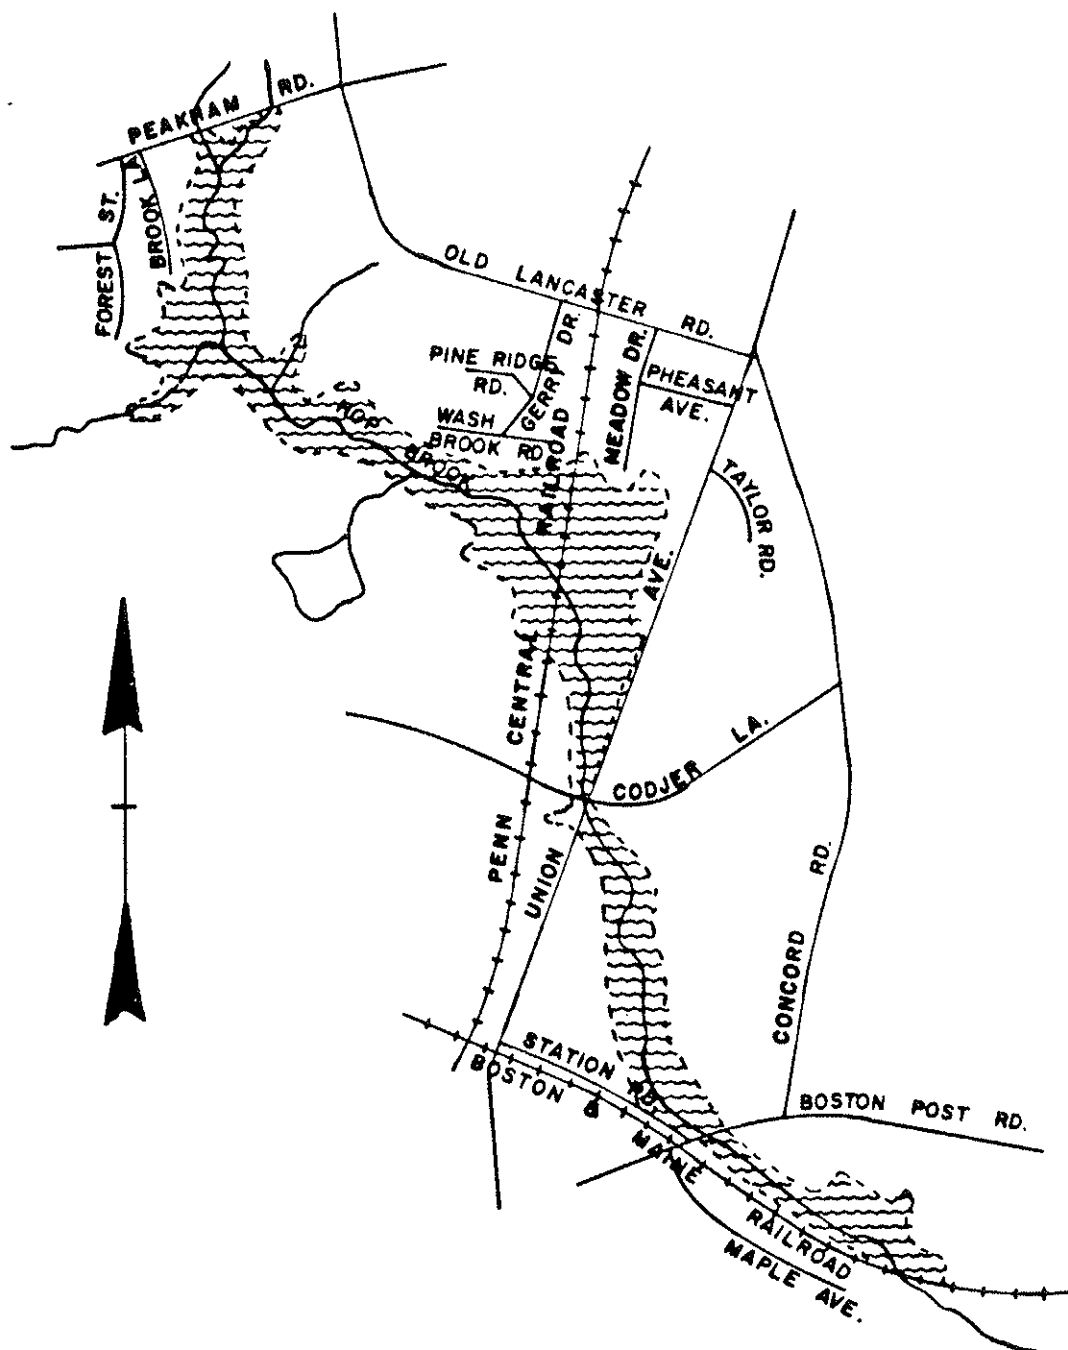 PEAKHAM RD.
FOREST ST.
BROOK LA.
OLD LANCASTER RD.
PINE RIDGE
RD.
GERRY DR.
MEADOW DR.
PHEASANT
AVE.
WASH
BROOK RD
HOP
BROOK
TAYLOR RD.
PENN CENTRAL RAILROAD
UNION AVE.
CODJER LA.
CONCORD RD.
STATION RD.
BOSTON & MAINE RAILROAD
BOSTON POST RD.
MAPLE AVE.